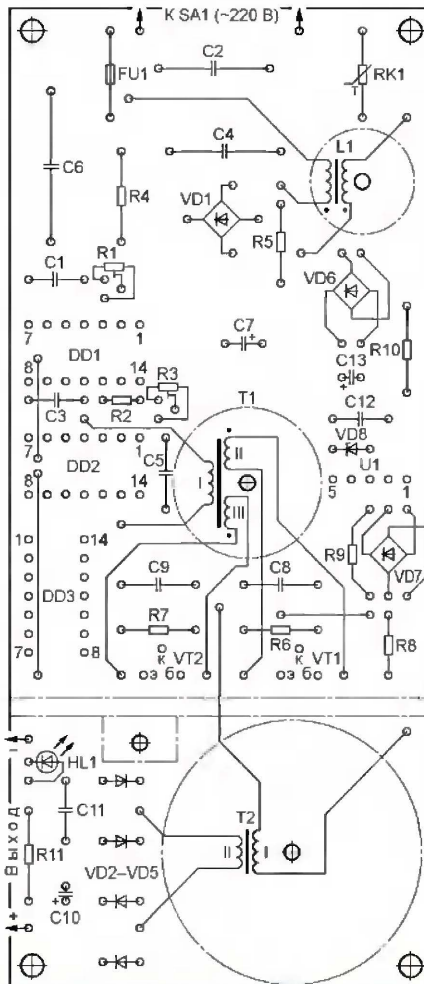 К SA1 (~220 В)
FU1
C2
RK1
T
C4
L1
C6
R4
VD1
R5
C1
R1
VD6
7
1
C7
+
R10
DD1
8
14
R3
C13
+
C3
R2
T1
C12
7
1
VD8
DD2
C5
I
II
U1
8
14
5
1
III
1
14
R9
C9
C8
VD7
DD3
R7
R6
R8
7
8
К VT2
К VT1
э б
э б
–
HL1
C11
T2
Выход
II
I
R11
VD2–VD5
+
C10
+